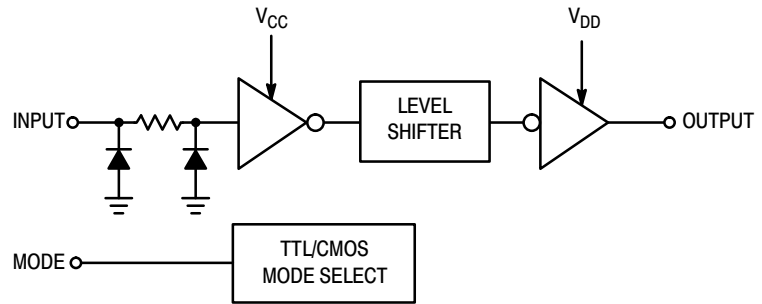 VCC
VDD
INPUT
LEVEL
SHIFTER
OUTPUT
MODE
TTL/CMOS
MODE SELECT